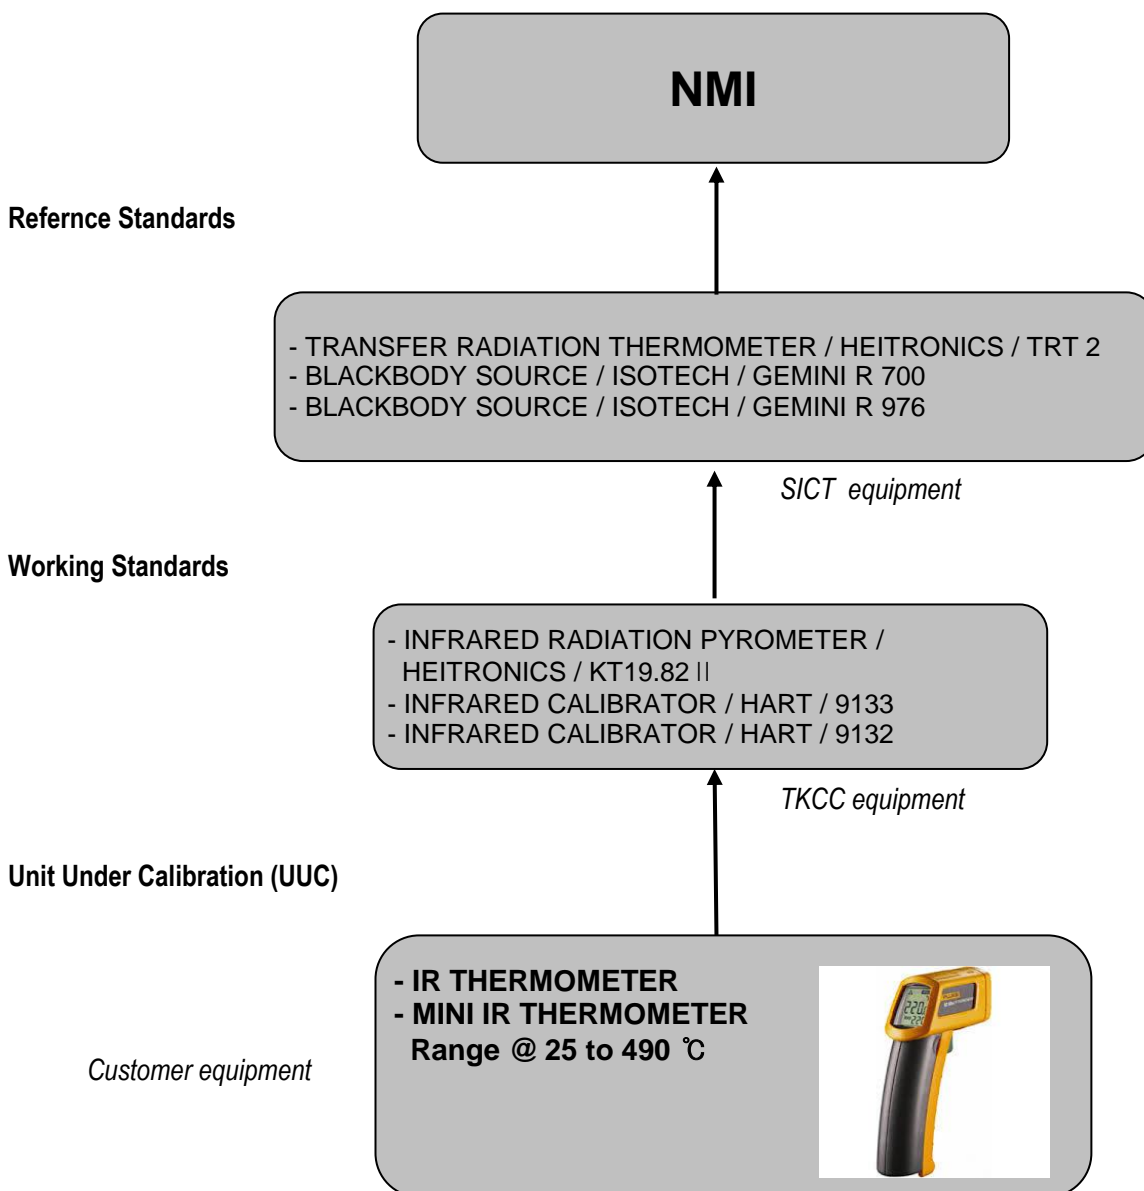 NMI
Refernce Standards
- TRANSFER RADIATION THERMOMETER / HEITRONICS / TRT 2
- BLACKBODY SOURCE / ISOTECH / GEMINI R 700
- BLACKBODY SOURCE / ISOTECH / GEMINI R 976
SICT equipment
Working Standards
- INFRARED RADIATION PYROMETER /
HEITRONICS / KT19.82 II
- INFRARED CALIBRATOR / HART / 9133
- INFRARED CALIBRATOR / HART / 9132
TKCC equipment
Unit Under Calibration (UUC)
- IR THERMOMETER
- MINI IR THERMOMETER
Range @ 25 to 490 ℃
Customer equipment